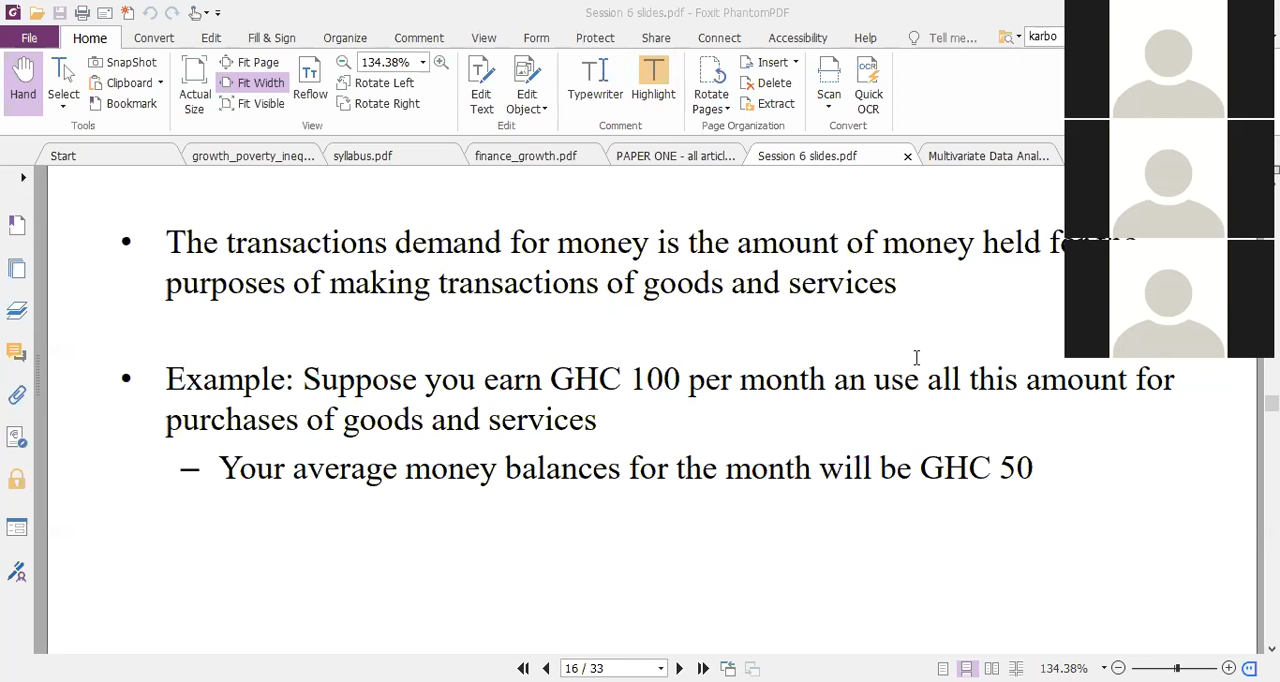 Session 6 slides.pdf - Foxit PhantomPDF
File Home Convert Edit Fill & Sign Organize Comment View Form Protect Share Connect Accessibility Help Tell me... karbo
SnapShot Fit Page 134.38% Insert
Clipboard Fit Width Rotate Left Delete
Bookmark Fit Visible Rotate Right Extract
Hand Select Actual Size Reflow Edit Text Edit Object Typewriter Highlight Rotate Pages Scan Quick OCR
Tools View Edit Comment Page Organization Convert
Start growth_poverty_ineq... syllabus.pdf finance_growth.pdf PAPER ONE - all articl... Session 6 slides.pdf Multivariate Data Anal...
• The transactions demand for money is the amount of money held
purposes of making transactions of goods and services
• Example: Suppose you earn GHC 100 per month an use all this amount for
purchases of goods and services
– Your average money balances for the month will be GHC 50
16 / 33 134.38%